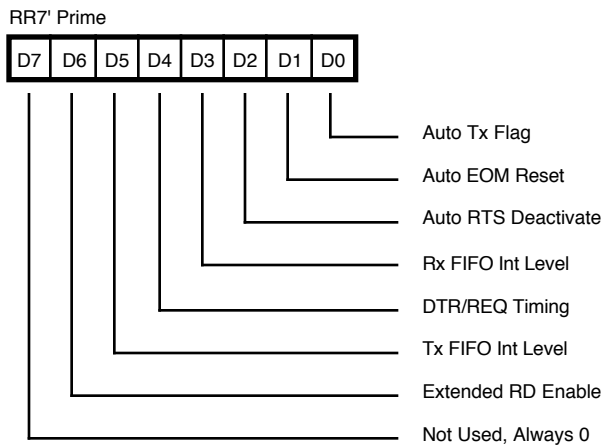 RR7' Prime
D7 D6 D5 D4 D3 D2 D1 D0
Auto Tx Flag
Auto EOM Reset
Auto RTS Deactivate
Rx FIFO Int Level
DTR/REQ Timing
Tx FIFO Int Level
Extended RD Enable
Not Used, Always 0